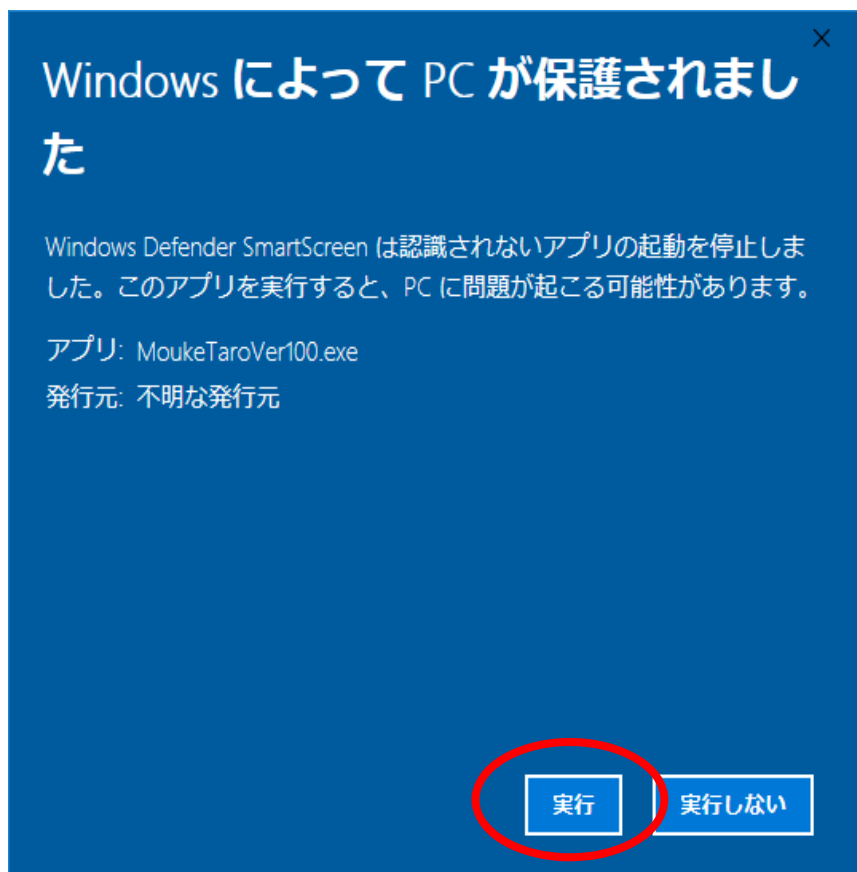 Windows によって PC が保護されまし
た
Windows Defender SmartScreen は認識されないアプリの起動を停止しま
した。このアプリを実行すると、PC に問題が起こる可能性があります。
アプリ: MoukeTaroVer100.exe
発行元: 不明な発行元
実行 実行しない